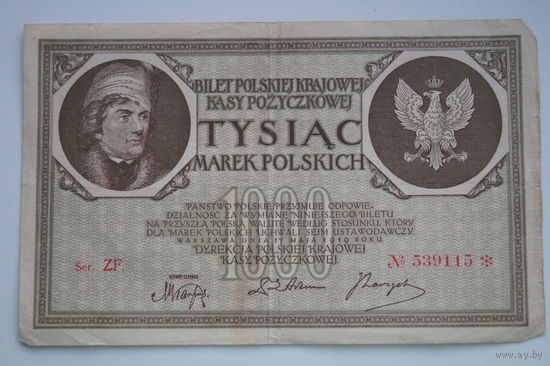 BILET POLSKIEJ KRAJOWEJ
KASY POŻYCZKOWEJ
TYSIĄC
MAREK POLSKICH
1000
PAŃSTWO POLSKIE PRZYJMUJE ODPOWIE-
DZIALNOŚĆ ZA WYMIANĘ NINIEJSZEGO BILETU
NA PRZYSZŁĄ POLSKĄ WALUTĘ WEDŁUG STOSUNKU, KTÓRY
DLA MAREK POLSKICH UCHWALI SEJM USTAWODAWCZY
WARSZAWA DNIA 17 MAJA 1919 ROKU
DYREKCJA POLSKIEJ KRAJOWEJ
KASY POŻYCZKOWEJ
Ser. ZF.
№ 539115 *
http://www.ay.by